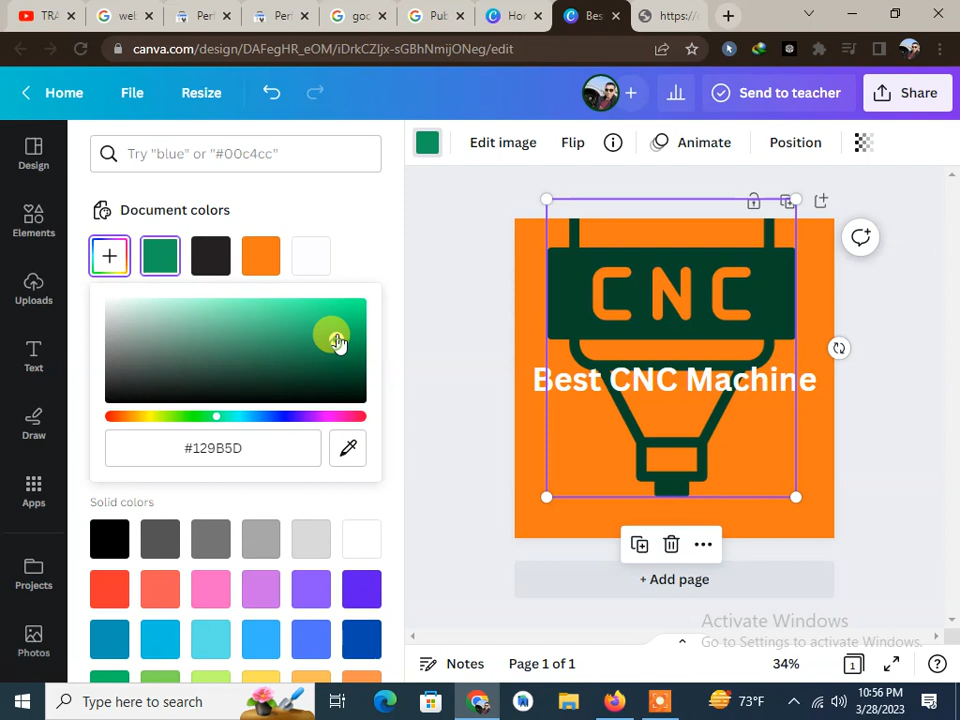 TRA
web
Perf
Perf
goc
Pub
Hor
Bes
https:/
canva.com/design/DAFegHR_eOM/iDrkCZljx-sGBhNmijONeg/edit
Home
File
Resize
Send to teacher
Share
Design
Elements
Uploads
Text
Draw
Apps
Projects
Photos
Try "blue" or "#00c4cc"
Document colors
#129B5D
Solid colors
Edit image
Flip
Animate
Position
CNC
Best CNC Machine
+ Add page
Activate Windows
Go to Settings to activate Windows.
Notes
Page 1 of 1
34%
1
Type here to search
73°F
10:56 PM
3/28/2023